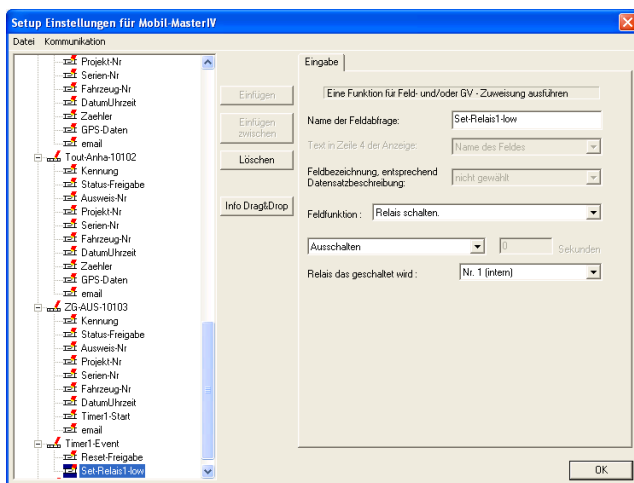 Setup Einstellungen für Mobil-MasterIV
Datei Kommunikation
Projekt-Nr
Serien-Nr
Fahrzeug-Nr
DatumUhrzeit
Zaehler
GPS-Daten
email
Tout-Anha-10102
Kennung
Status-Freigabe
Ausweis-Nr
Projekt-Nr
Serien-Nr
Fahrzeug-Nr
DatumUhrzeit
Zaehler
GPS-Daten
email
ZG-AUS-10103
Kennung
Status-Freigabe
Ausweis-Nr
Projekt-Nr
Serien-Nr
Fahrzeug-Nr
DatumUhrzeit
Timer1-Start
email
Timer1-Event
Reset-Freigabe
Set-Relais1-low
Einfügen
Einfügen
zwischen
Löschen
Info Drag&Drop
Eingabe
Eine Funktion für Feld- und/oder GV - Zuweisung ausführen
Name der Feldabfrage: Set-Relais1-low
Text in Zeile 4 der Anzeige: Name des Feldes
Feldbezeichnung, entsprechend
Datensatzbeschreibung: nicht gewählt
Feldfunktion : Relais schalten.
Ausschalten 0 Sekunden
Relais das geschaltet wird : Nr. 1 (intern)
OK